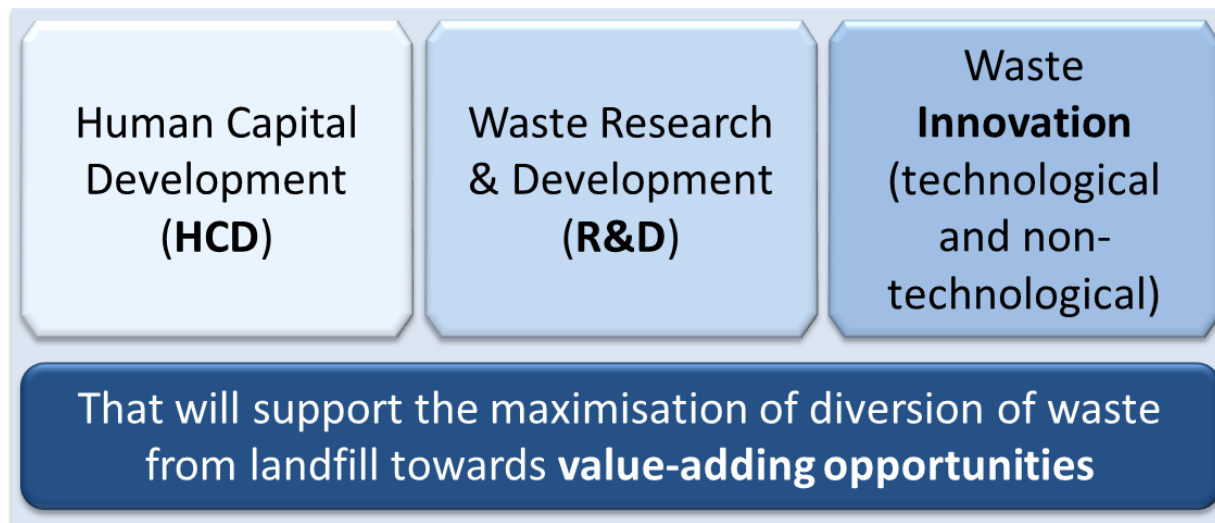 Human Capital
Development
(HCD)
Waste Research
& Development
(R&D)
Waste
Innovation
(technological
and non-
technological)
That will support the maximisation of diversion of waste
from landfill towards value-adding opportunities